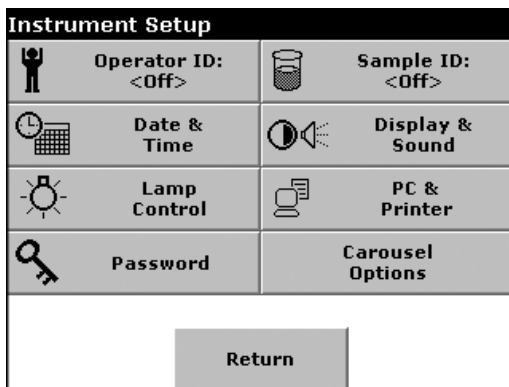 Instrument Setup
Operator ID:
<Off>
Sample ID:
<Off>
Date &
Time
Display &
Sound
Lamp
Control
PC &
Printer
Password
Carousel
Options
Return